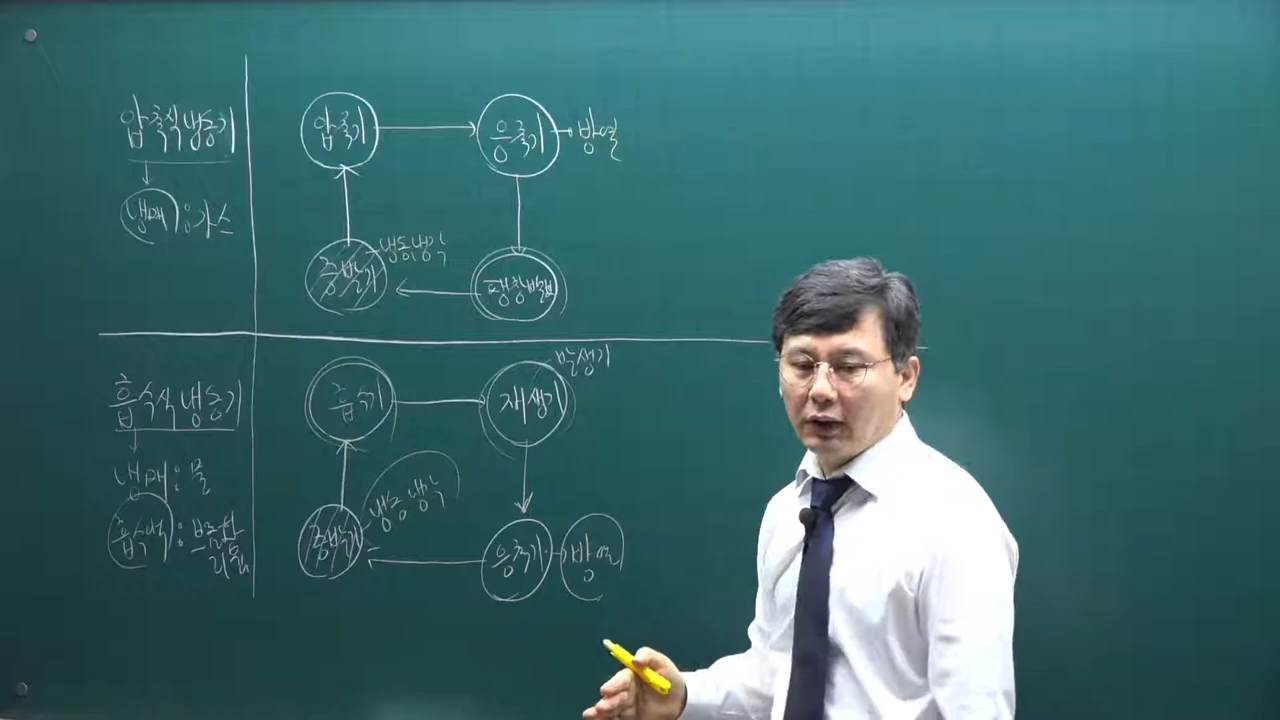 압축식냉동기
냉매:가스
압축기
응축기
방열
증발기
냉동,냉각
팽창밸브
흡수식냉동기
냉매:물
흡수액:브롬화
리튬
흡수기
재생기
발생기
증발기
냉동,냉각
응축기
방열